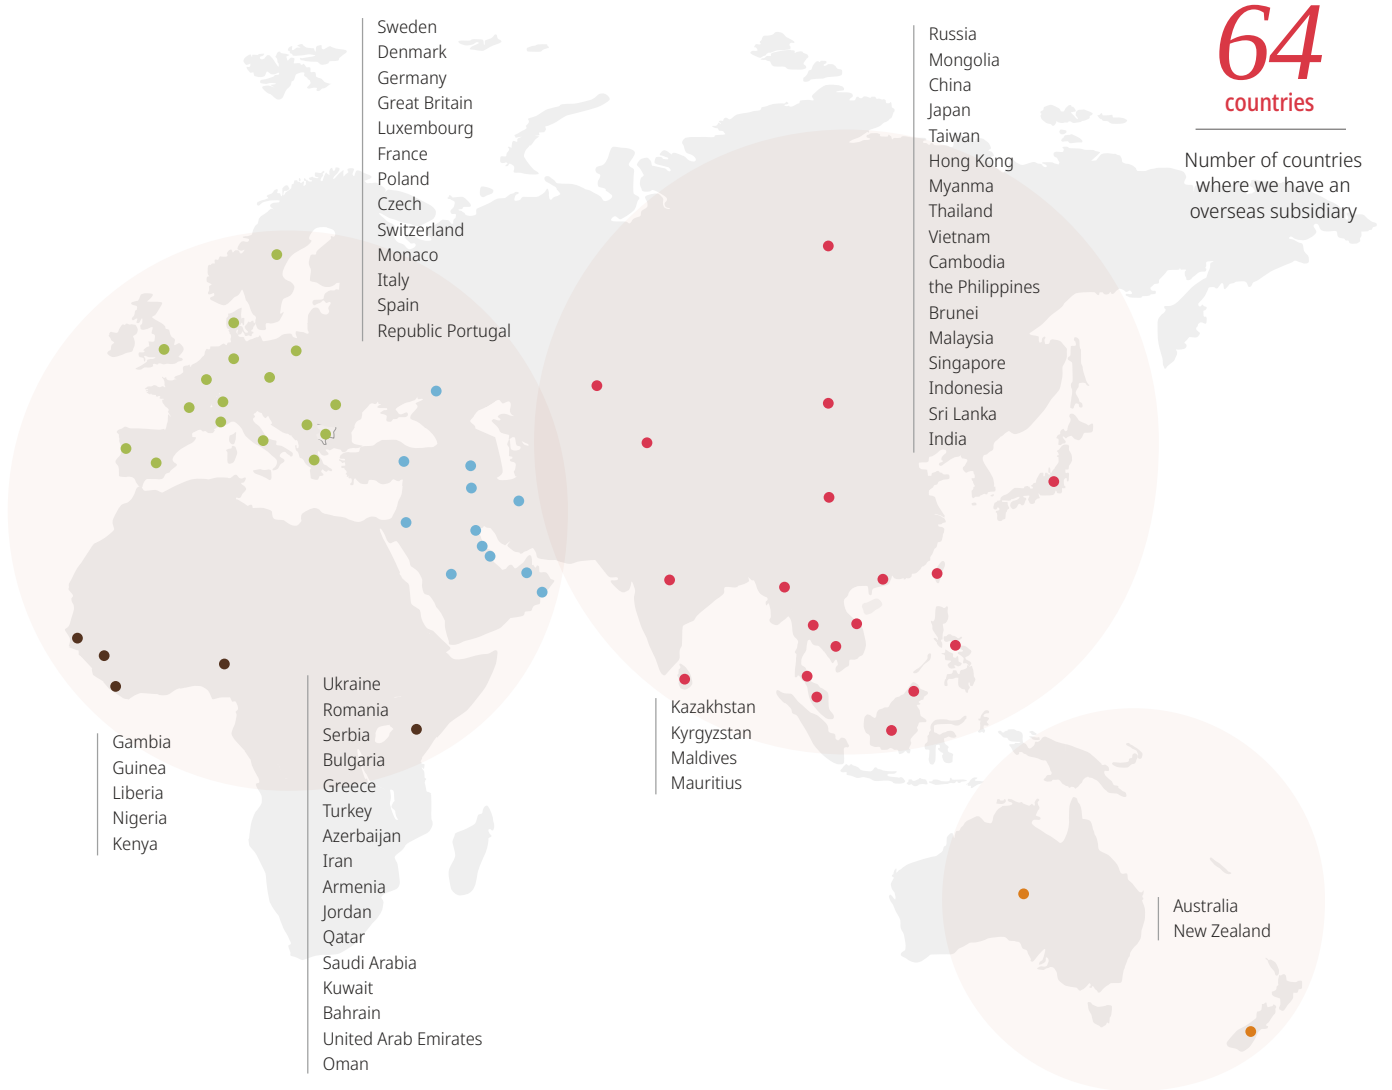 Sweden
Denmark
Germany
Great Britain
Luxembourg
France
Poland
Czech
Switzerland
Monaco
Italy
Spain
Republic Portugal
Russia
Mongolia
China
Japan
Taiwan
Hong Kong
Myanma
Thailand
Vietnam
Cambodia
the Philippines
Brunei
Malaysia
Singapore
Indonesia
Sri Lanka
India
64
countries
Number of countries
where we have an
overseas subsidiary
Gambia
Guinea
Liberia
Nigeria
Kenya
Ukraine
Romania
Serbia
Bulgaria
Greece
Turkey
Azerbaijan
Iran
Armenia
Jordan
Qatar
Saudi Arabia
Kuwait
Bahrain
United Arab Emirates
Oman
Kazakhstan
Kyrgyzstan
Maldives
Mauritius
Australia
New Zealand